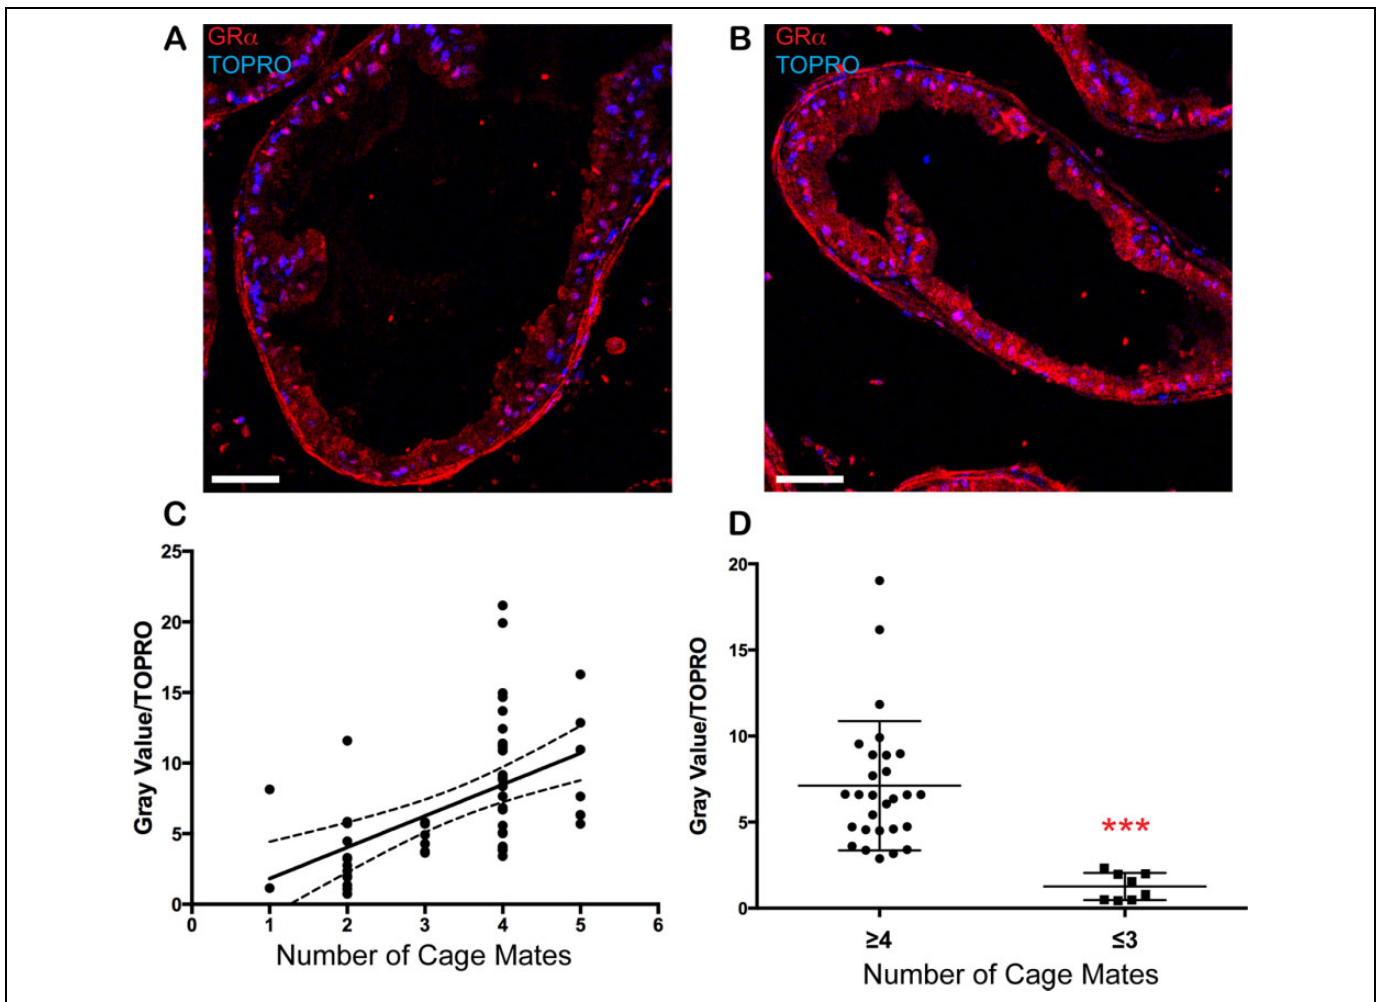 A
GRα
TOPRO
B
GRα
TOPRO
C
25
20
15
10
5
0
Gray Value/TOPRO
0 1 2 3 4 5 6
Number of Cage Mates
D
20
15
10
5
0
Gray Value/TOPRO
***
≥4 ≤3
Number of Cage Mates